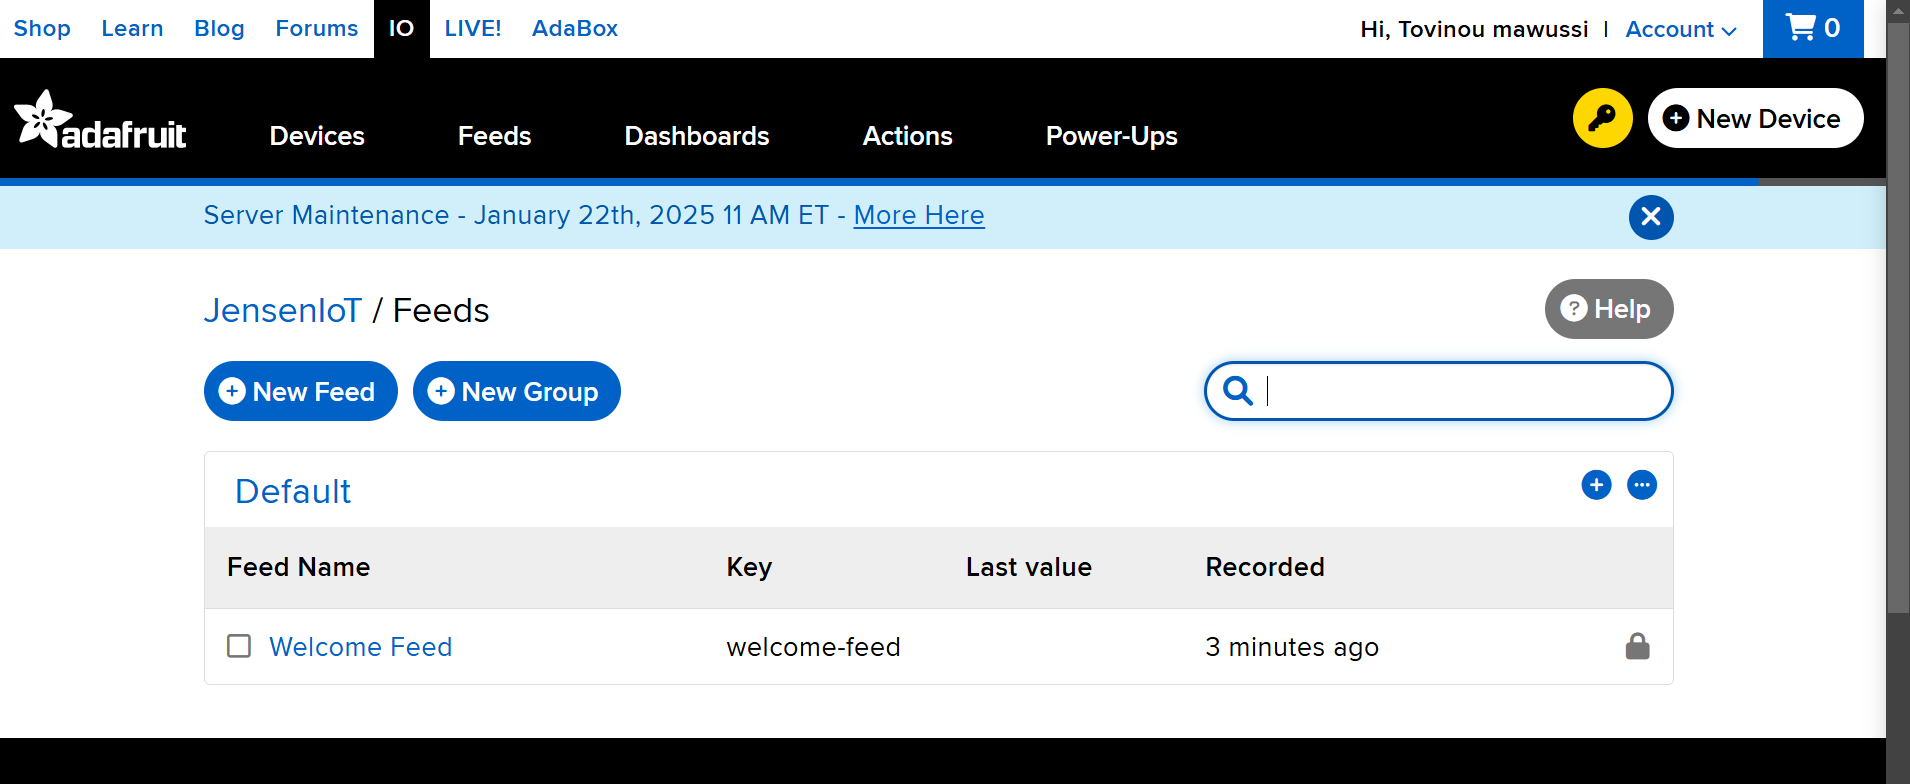 Shop Learn Blog Forums IO LIVE! AdaBox Hi, Tovinou mawussi | Account 0
adafruit Devices Feeds Dashboards Actions Power-Ups New Device
Server Maintenance - January 22th, 2025 11 AM ET - More Here
JensenIoT / Feeds Help
New Feed New Group
Default
Feed Name Key Last value Recorded
Welcome Feed welcome-feed 3 minutes ago